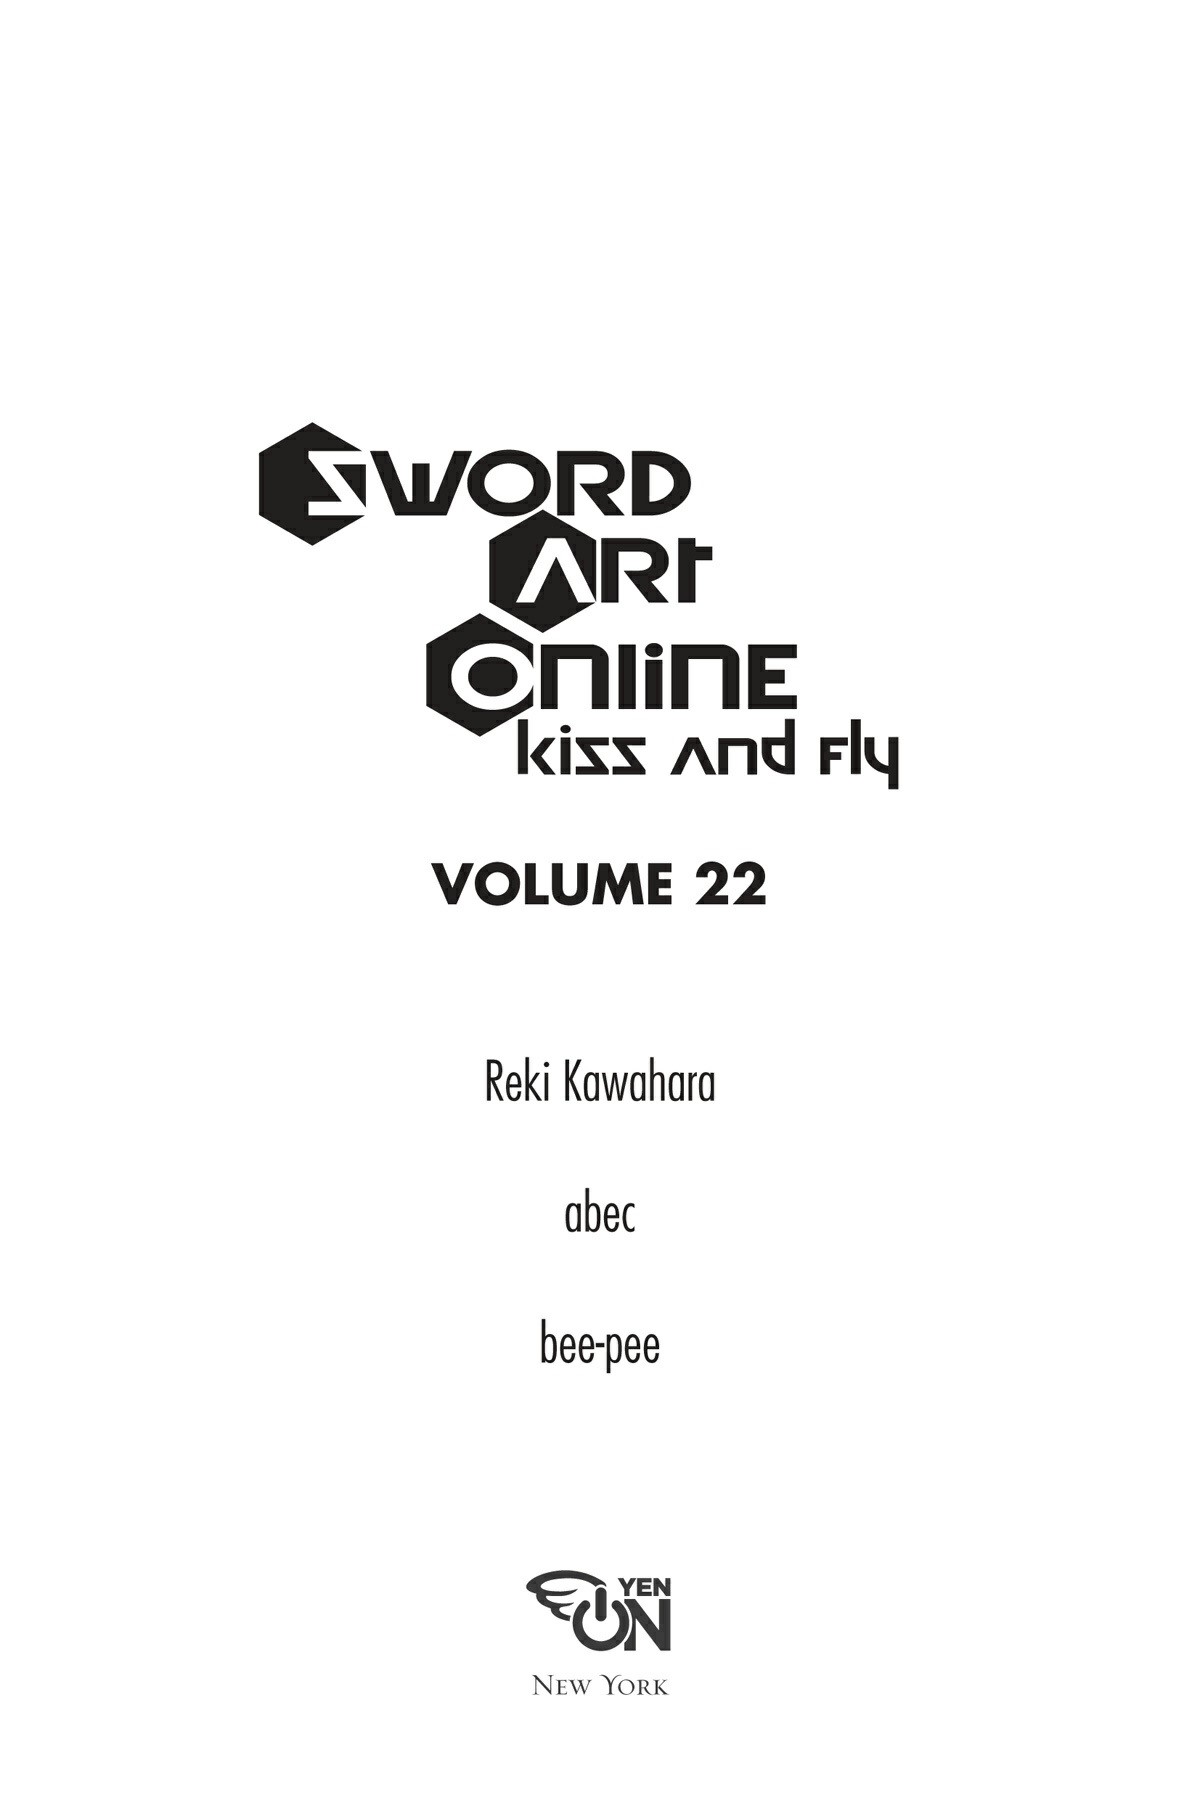 SWORD
ART
ONLINE
kiss and fly
VOLUME 22
Reki Kawahara
abec
bee-pee
YEN
ON
NEW YORK